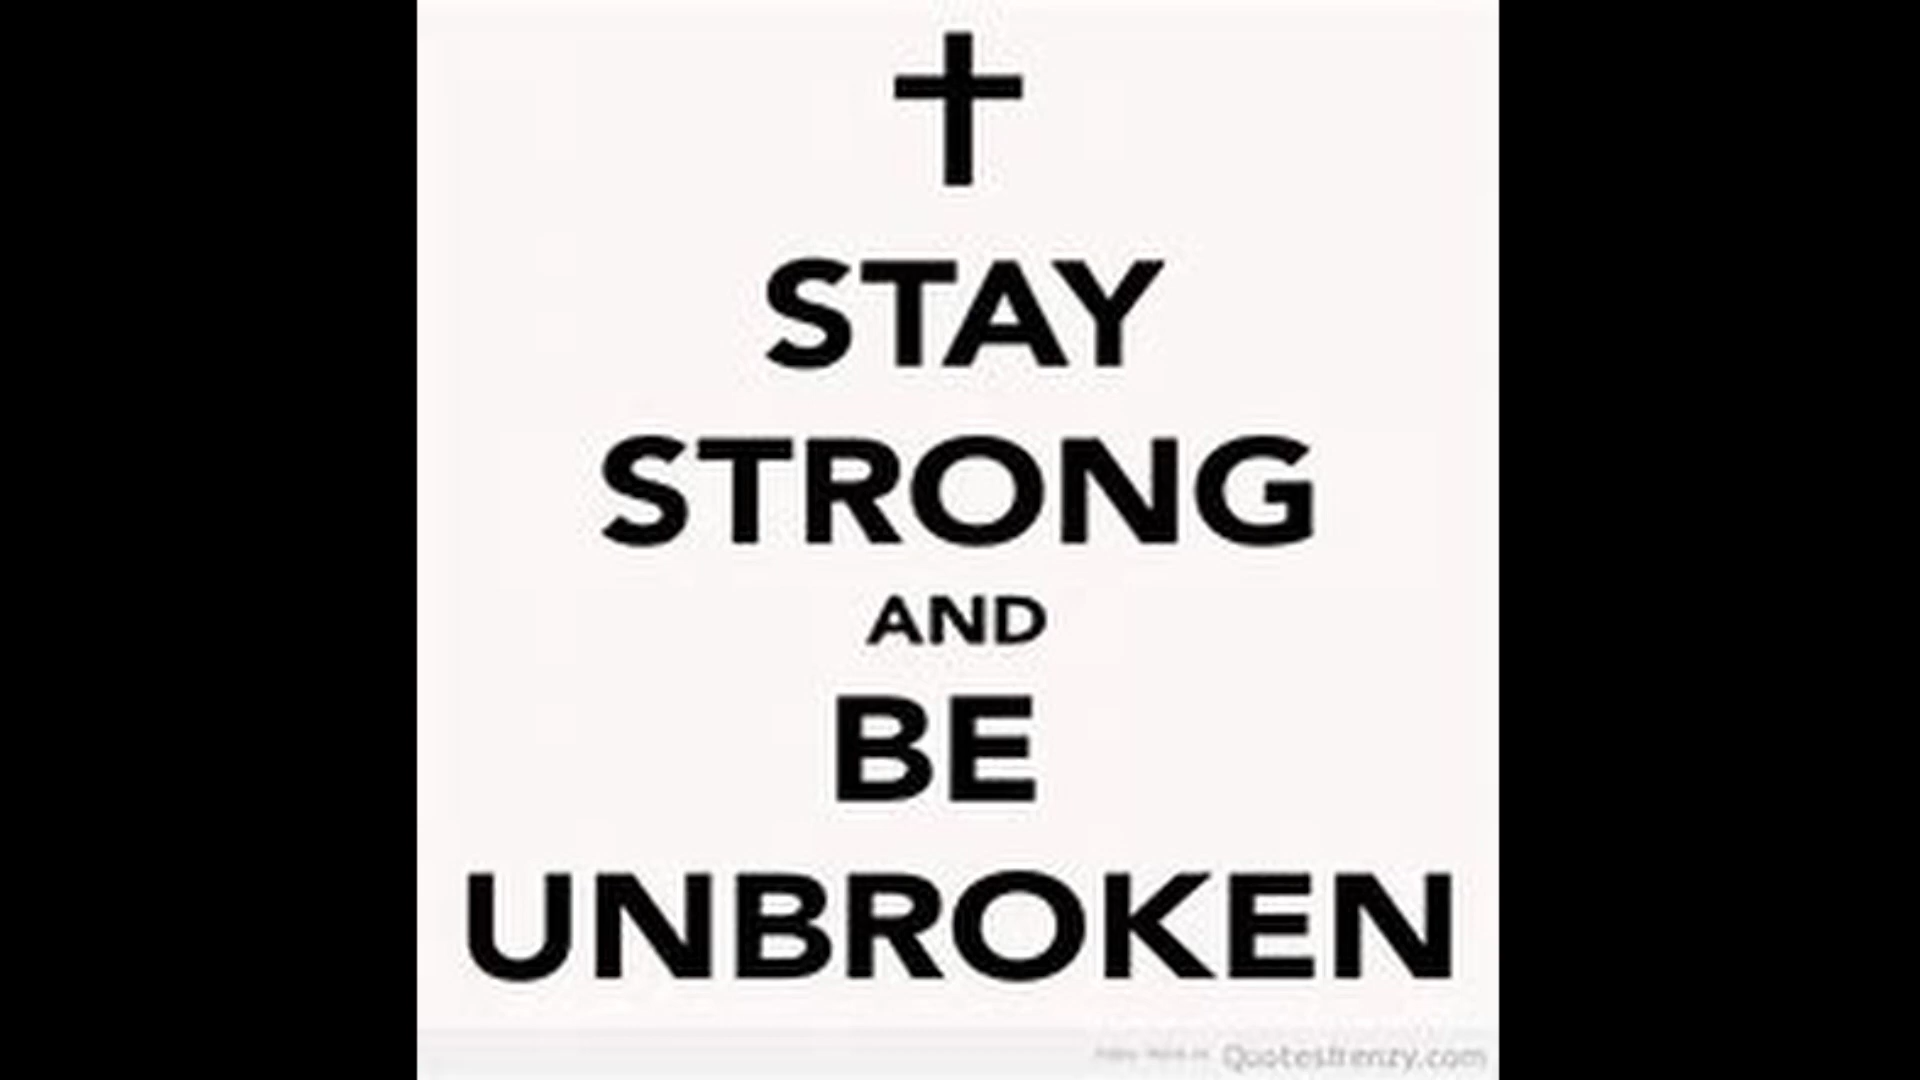 STAY
STRONG
AND
BE
UNBROKEN
Quotesfrenzy.com